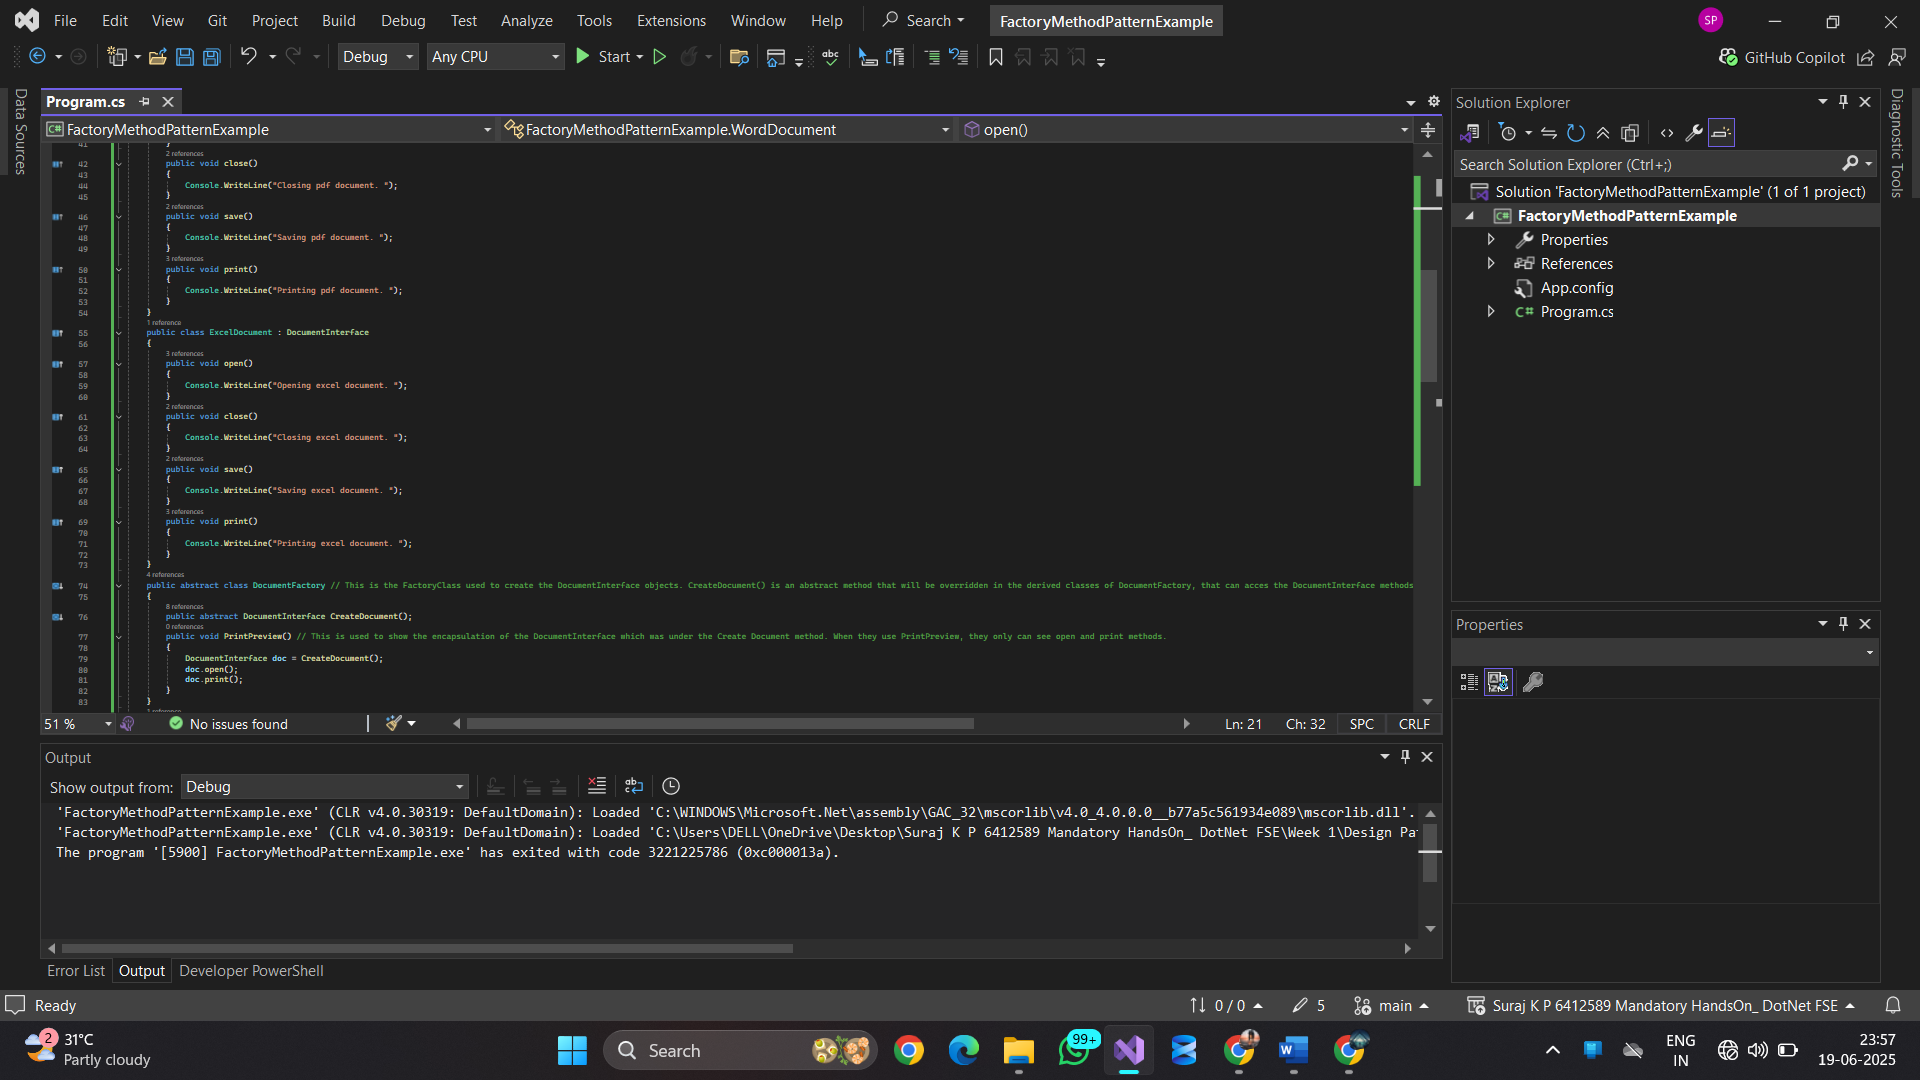 File Edit View Git Project Build Debug Test Analyze Tools Extensions Window Help Search FactoryMethodPatternExample SP
Debug Any CPU Start abc GitHub Copilot
Data Sources
Program.cs
FactoryMethodPatternExample FactoryMethodPatternExample.WordDocument open()
41 }
2 references
42 public void close()
43 {
44 Console.WriteLine("Closing pdf document. ");
45 }
2 references
46 public void save()
47 {
48 Console.WriteLine("Saving pdf document. ");
49 }
3 references
50 public void print()
51 {
52 Console.WriteLine("Printing pdf document. ");
53 }
54 }
1 reference
55 public class ExcelDocument : DocumentInterface
56 {
3 references
57 public void open()
58 {
59 Console.WriteLine("Opening excel document. ");
60 }
2 references
61 public void close()
62 {
63 Console.WriteLine("Closing excel document. ");
64 }
2 references
65 public void save()
66 {
67 Console.WriteLine("Saving excel document. ");
68 }
3 references
69 public void print()
70 {
71 Console.WriteLine("Printing excel document. ");
72 }
73 }
4 references
74 public abstract class DocumentFactory // This is the FactoryClass used to create the DocumentInterface objects. CreateDocument() is an abstract method that will be overridden in the derived classes of DocumentFactory, that can acces the DocumentInterface methods
75 {
8 references
76 public abstract DocumentInterface CreateDocument();
0 references
77 public void PrintPreview() // This is used to show the encapsulation of the DocumentInterface which was under the Create Document method. When they use PrintPreview, they only can see open and print methods.
78 {
79 DocumentInterface doc = CreateDocument();
80 doc.open();
81 doc.print();
82 }
83 }
51 % No issues found Ln: 21 Ch: 32 SPC CRLF
Output
Show output from: Debug
'FactoryMethodPatternExample.exe' (CLR v4.0.30319: DefaultDomain): Loaded 'C:\WINDOWS\Microsoft.Net\assembly\GAC_32\mscorlib\v4.0_4.0.0.0__b77a5c561934e089\mscorlib.dll'.
'FactoryMethodPatternExample.exe' (CLR v4.0.30319: DefaultDomain): Loaded 'C:\Users\DELL\OneDrive\Desktop\Suraj K P 6412589 Mandatory HandsOn_ DotNet FSE\Week 1\Design Pa
The program '[5900] FactoryMethodPatternExample.exe' has exited with code 3221225786 (0xc000013a).
Error List Output Developer PowerShell
Solution Explorer
Search Solution Explorer (Ctrl+;)
Solution 'FactoryMethodPatternExample' (1 of 1 project)
FactoryMethodPatternExample
Properties
References
App.config
C# Program.cs
Properties
Diagnostic Tools
Ready 0 / 0 5 main Suraj K P 6412589 Mandatory HandsOn_ DotNet FSE
2 31°C
Partly cloudy
Search
99+
ENG
IN
23:57
19-06-2025